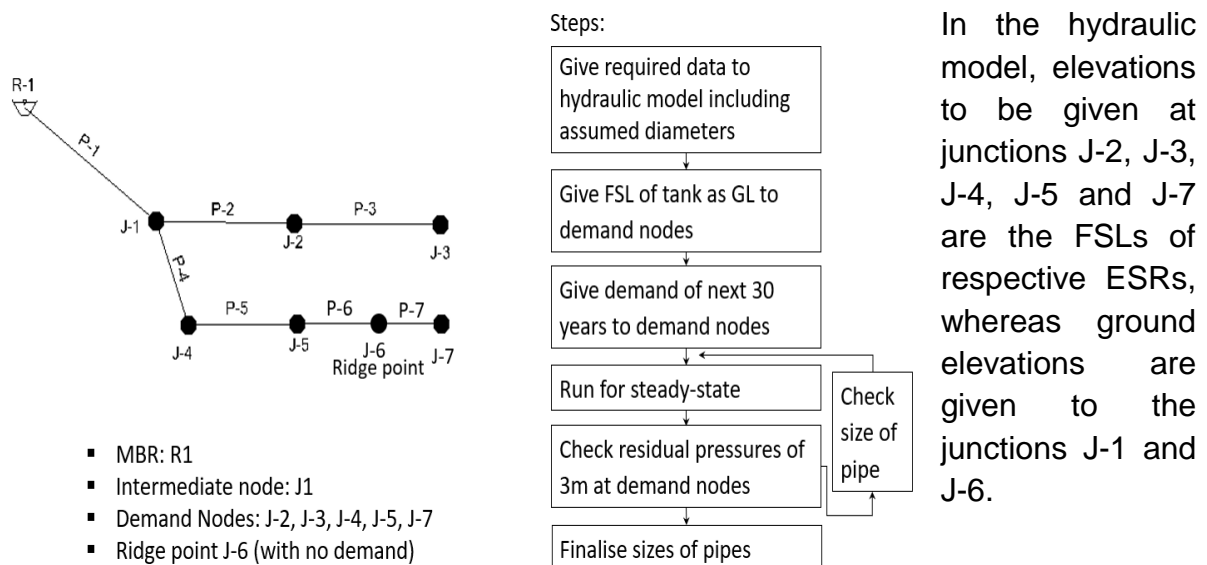 R-1
P-1
J-1
P-2
J-2
P-3
J-3
P-4
J-4
P-5
J-5
P-6
J-6
P-7
J-7
Ridge point
▪ MBR: R1
▪ Intermediate node: J1
▪ Demand Nodes: J-2, J-3, J-4, J-5, J-7
▪ Ridge point J-6 (with no demand)
Steps:
Give required data to
hydraulic model including
assumed diameters
Give FSL of tank as GL to
demand nodes
Give demand of next 30
years to demand nodes
Run for steady-state
Check residual pressures of
3m at demand nodes
Finalise sizes of pipes
Check
size of
pipe
In the hydraulic
model, elevations
to be given at
junctions J-2, J-3,
J-4, J-5 and J-7
are the FSLs of
respective ESRs,
whereas ground
elevations are
given to the
junctions J-1 and
J-6.